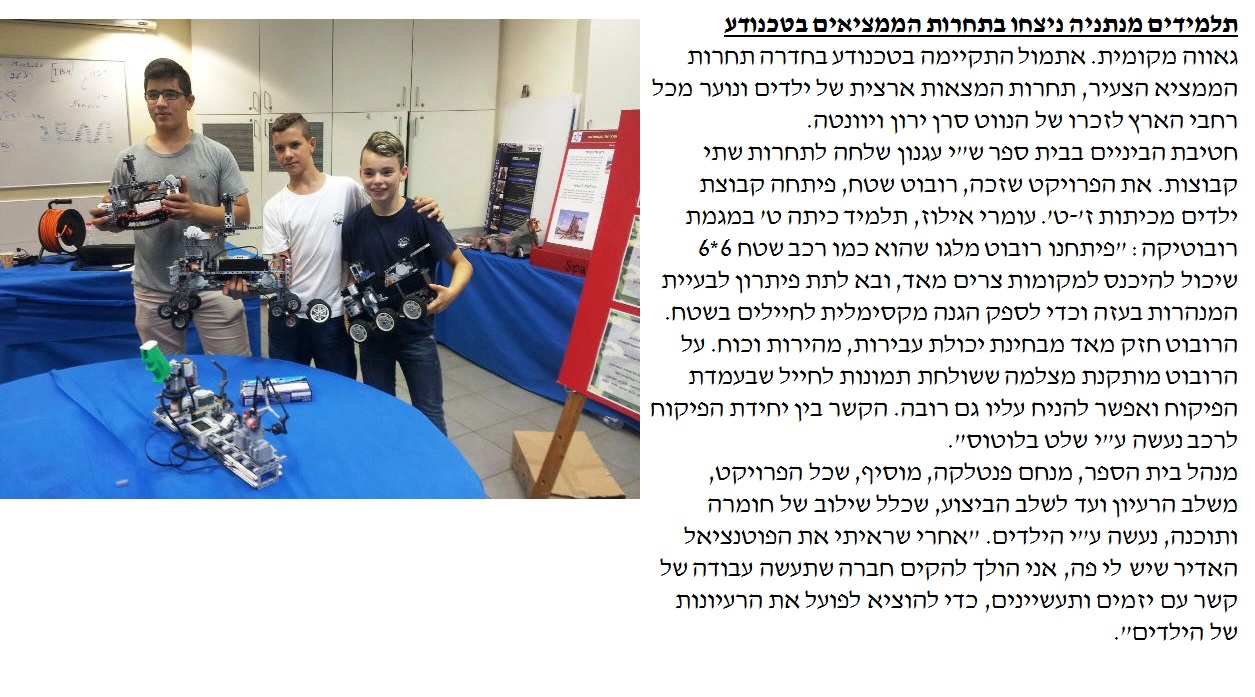 תלמידים מנתניה ניצחו בתחרות הממציאים בטכנודע
גאווה מקומית. אתמול התקיימה בטכנודע בחדרה תחרות
הממציא הצעיר, תחרות המצאות ארצית של ילדים ונוער מכל
רחבי הארץ לזכרו של הנווט סרן ירון ויוונטה.
חטיבת הביניים בבית ספר ש״י עגנון שלחה לתחרות שתי
קבוצות. את הפרויקט שזכה, רובוט שטח, פיתחה קבוצת
ילדים מכיתות ז׳-ט׳. עומרי אילוז, תלמיד כיתה ט׳ במגמת
רובוטיקה: ״פיתחנו רובוט מלגו שהוא כמו רכב שטח 6*6
שיכול להיכנס למקומות צרים מאד, ובא לתת פיתרון לבעיית
המנהרות בעזה וכדי לספק הגנה מקסימלית לחיילים בשטח.
הרובוט חזק מאד מבחינת יכולת עבירות, מהירות וכוח. על
הרובוט מותקנת מצלמה ששולחת תמונות לחייל שבעמדת
הפיקוח ואפשר להניח עליו גם רובה. הקשר בין יחידת הפיקוח
לרכב נעשה ע״י שלט בלוטוס״.
מנהל בית הספר, מנחם פנטלקה, מוסיף, שכל הפרויקט,
משלב הרעיון ועד לשלב הביצוע, שכלל שילוב של חומרה
ותוכנה, נעשה ע״י הילדים. ״אחרי שראיתי את הפוטנציאל
האדיר שיש לי פה, אני הולך להקים חברה שתעשה עבודה של
קשר עם יזמים ותעשיינים, כדי להוציא לפועל את הרעיונות
של הילדים״.